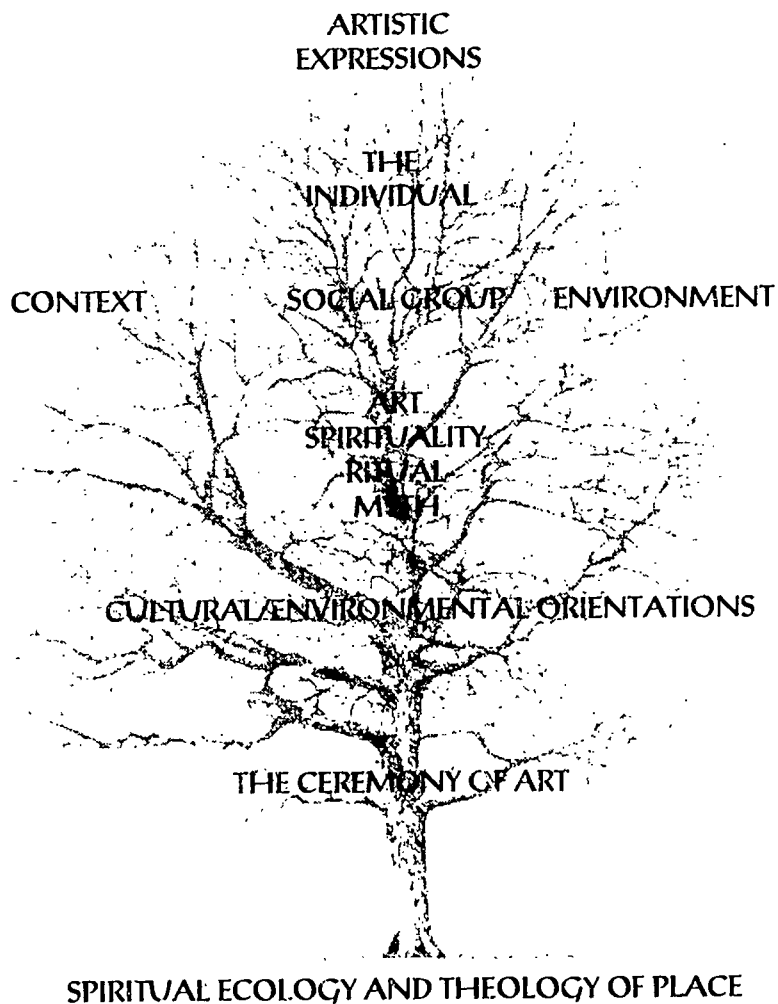 ARTISTIC
EXPRESSIONS
THE
INDIVIDUAL
CONTEXT SOCIAL GROUP ENVIRONMENT
ART
SPIRITUALITY
RITUAL
MYTH
CULTURAL/ENVIRONMENTAL ORIENTATIONS
THE CEREMONY OF ART
SPIRITUAL ECOLOGY AND THEOLOGY OF PLACE